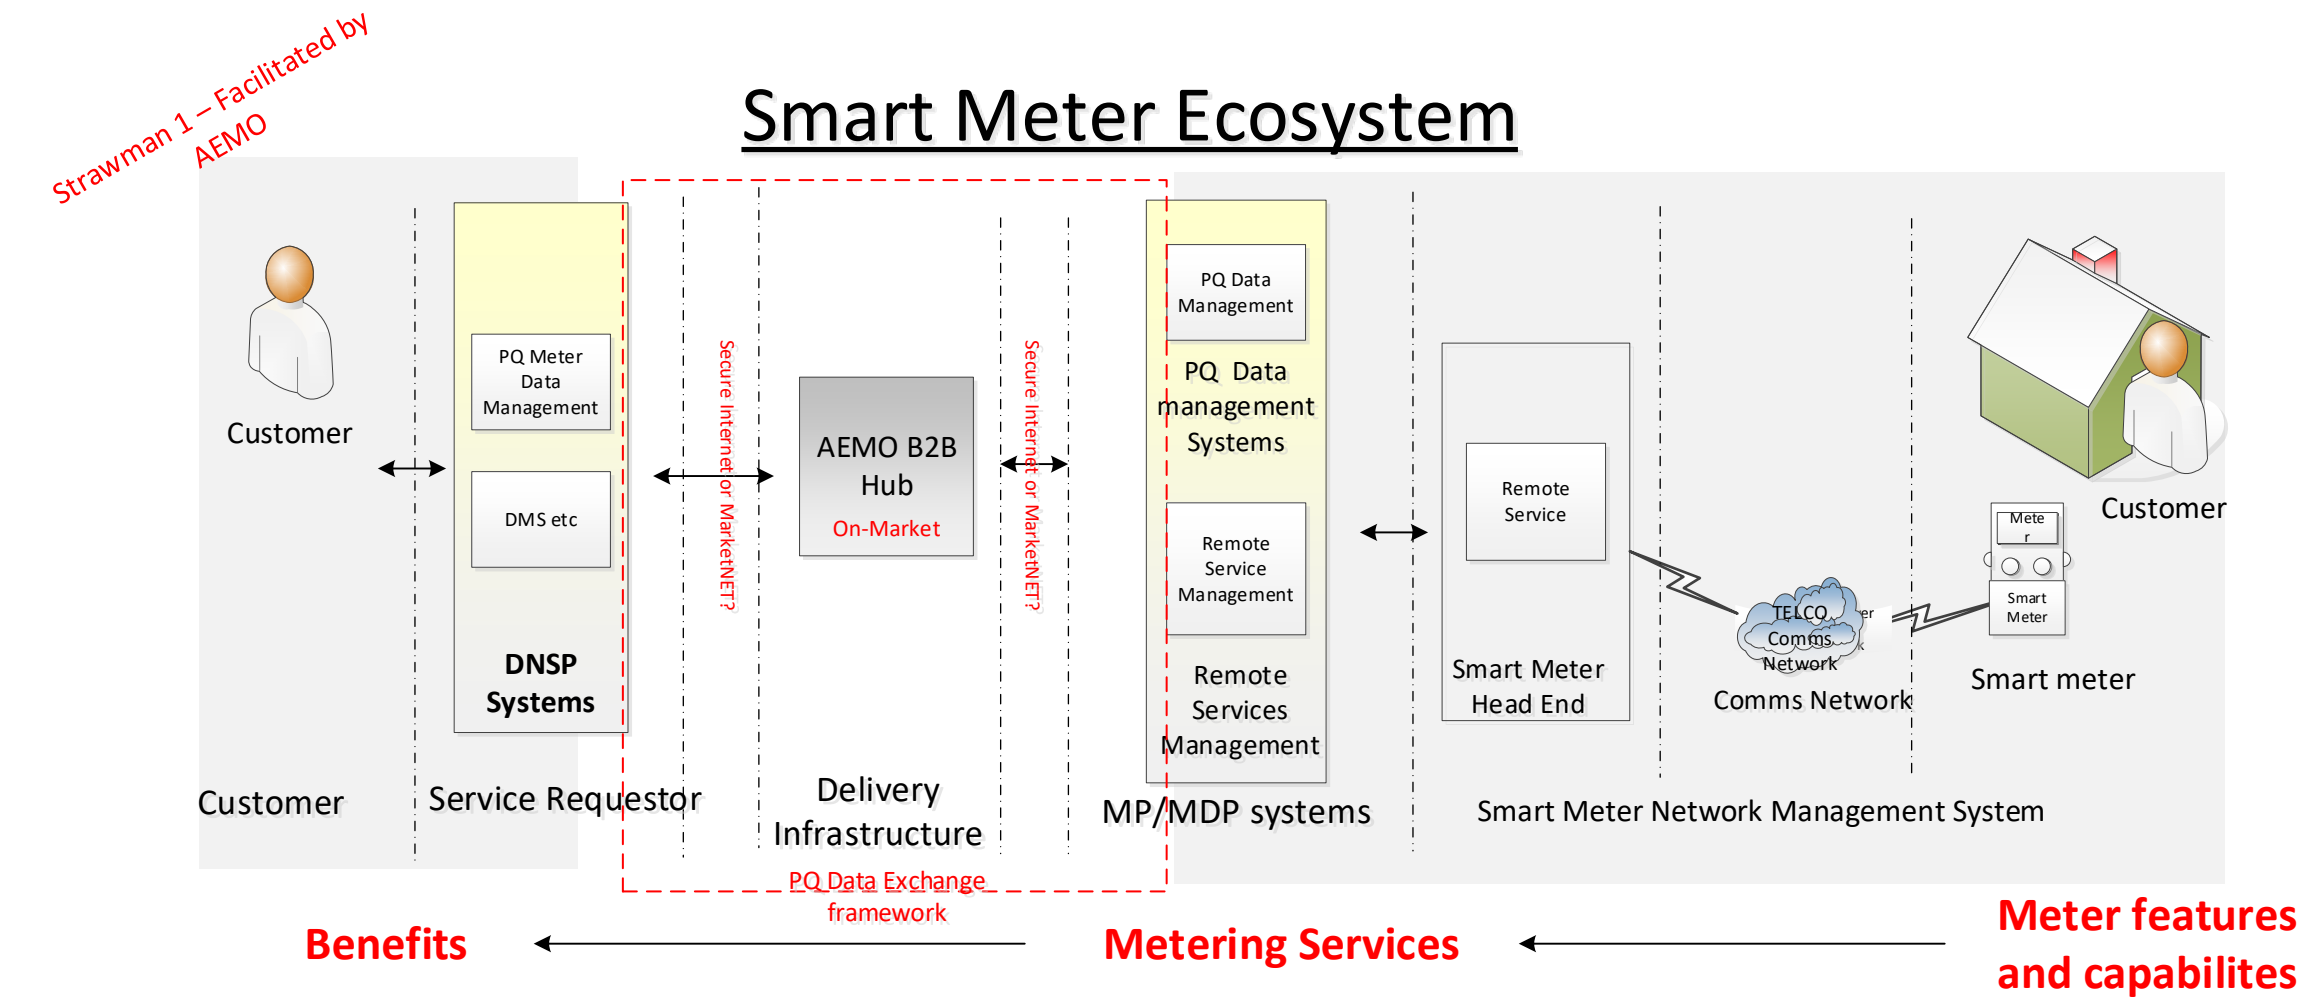 Strawman 1 – Facilitated by
AEMO
Smart Meter Ecosystem
Customer
PQ Meter
Data
Management
DMS etc
DNSP
Systems
Secure Internet or MarketNET?
AEMO B2B
Hub
On-Market
Secure Internet or MarketNET?
PQ Data
Management
PQ Data
management
Systems
Remote
Service
Management
Remote
Services
Management
Remote
Service
Smart Meter
Head End
TELCO
Comms
Network
Comms Network
Customer
Mete
r
Smart
Meter
Smart meter
Customer
Service Requestor
Delivery
Infrastructure
MP/MDP systems
Smart Meter Network Management System
PQ Data Exchange
framework
Benefits
Metering Services
Meter features
and capabilites